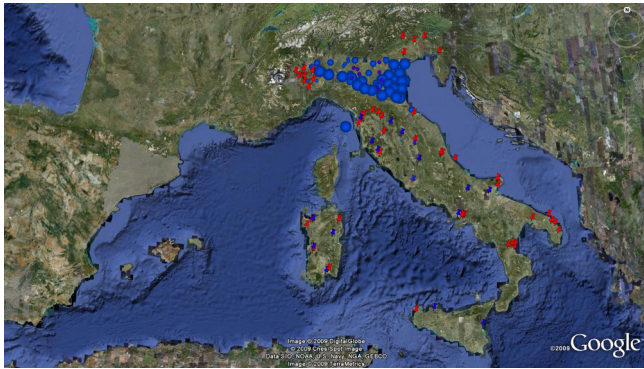 Image © 2009 DigitalGlobe
© 2009 Cnes/Spot Image
Data SIO, NOAA, U.S. Navy, NGA, GEBCO
Image © 2009 TerraMetrics
©2009 Google